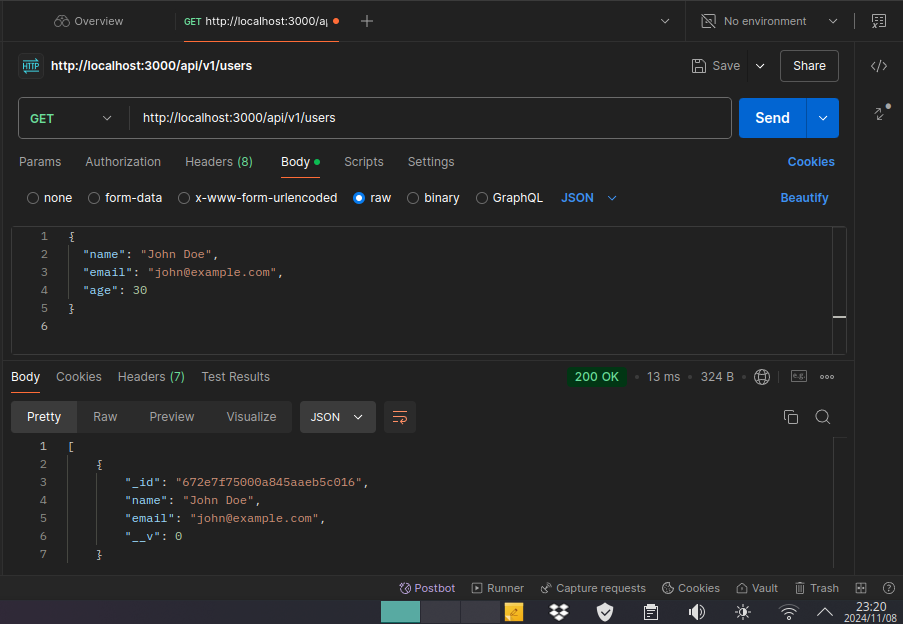 Overview
GET http://localhost:3000/ap
No environment
HTTP http://localhost:3000/api/v1/users
Save
Share
GET http://localhost:3000/api/v1/users
Send
Params Authorization Headers (8) Body Scripts Settings
Cookies
none form-data x-www-form-urlencoded raw binary GraphQL JSON
Beautify
1 {
2 "name": "John Doe",
3 "email": "john@example.com",
4 "age": 30
5 }
6
Body Cookies Headers (7) Test Results
200 OK 13 ms 324 B e.g.
Pretty Raw Preview Visualize JSON
1 [
2 {
3 "_id": "672e7f75000a845aaeb5c016",
4 "name": "John Doe",
5 "email": "john@example.com",
6 "__v": 0
7 }
Postbot Runner Capture requests Cookies Vault Trash
23:20
2024/11/08